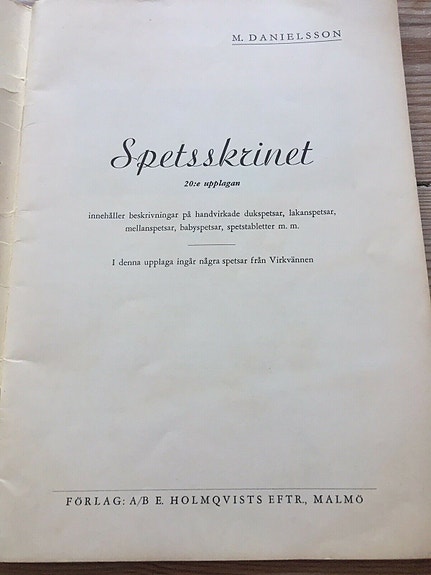 M. DANIELSSON
Spetsskrinet
20:e upplagan
innehåller beskrivningar på handvirkade dukspetsar, lakanspetsar,
mellanspetsar, babyspetsar, spetstabletter m. m.
I denna upplaga ingår några spetsar från Virkvännen
FÖRLAG: A/B E. HOLMQVISTS EFTR., MALMÖ